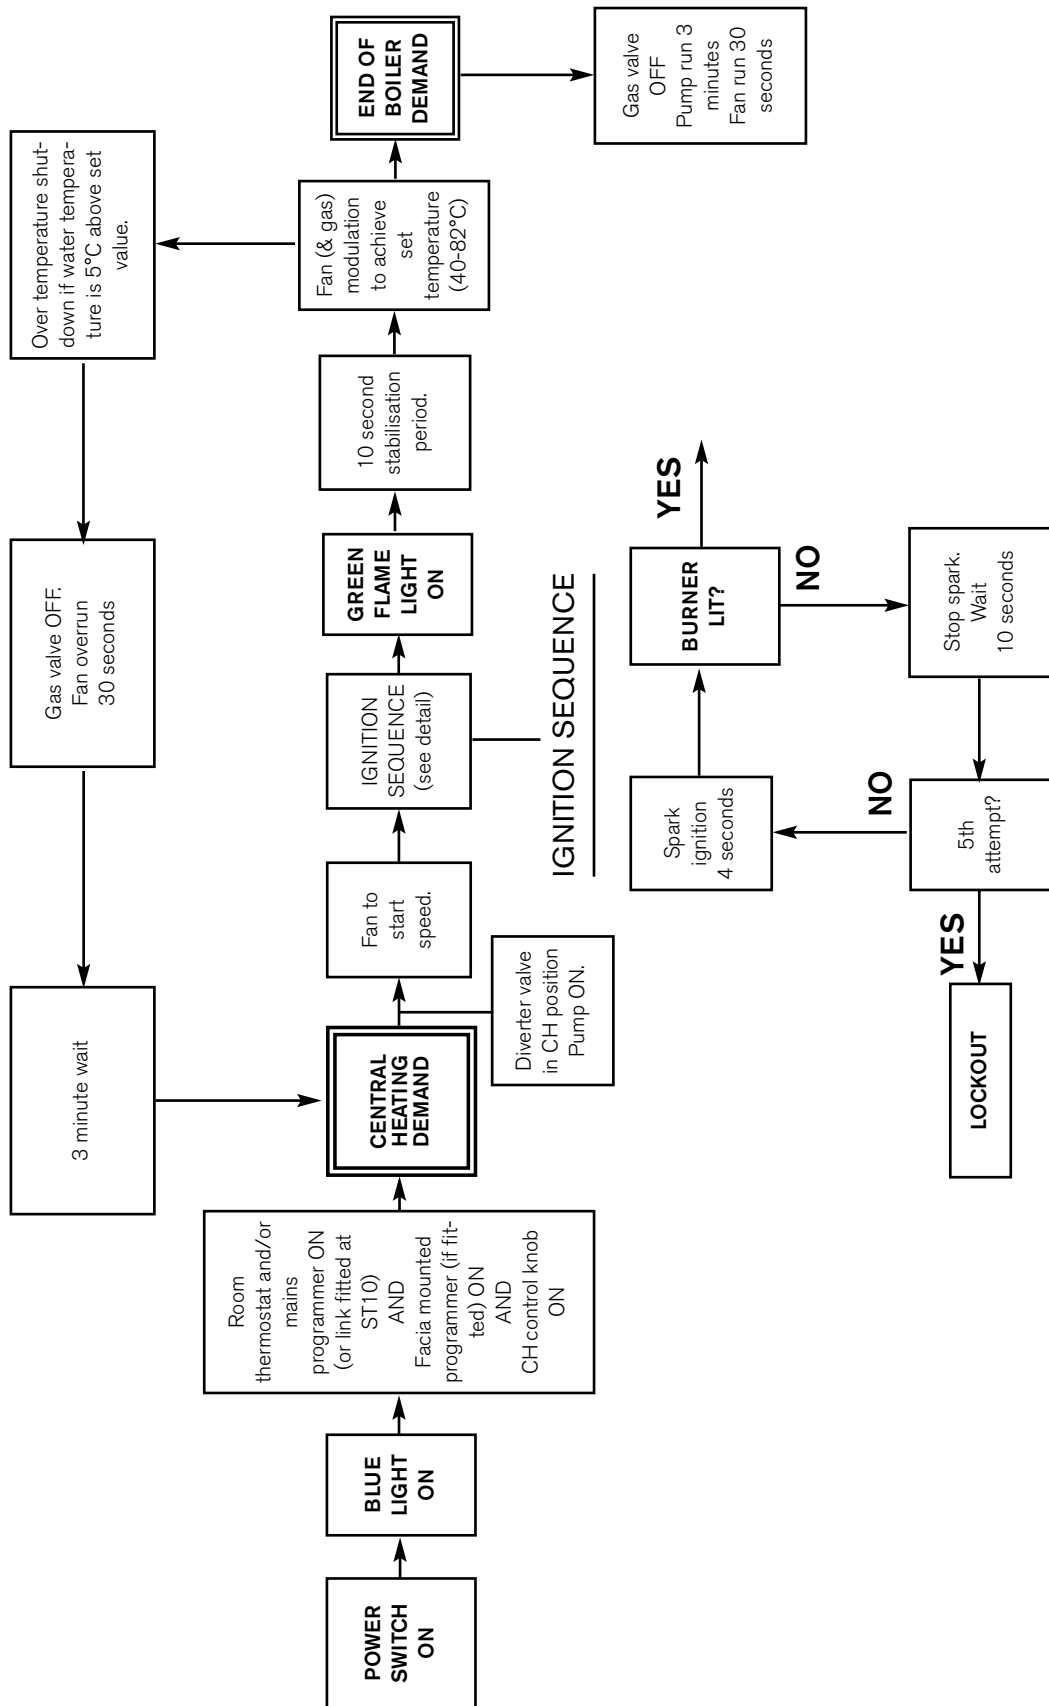 Over temperature shut-
down if water tempera-
ture is 5°C above set
value.
Gas valve OFF.
Fan overrun
30 seconds
3 minute wait
POWER
SWITCH
ON
BLUE
LIGHT
ON
Room
thermostat and/or
mains
programmer ON
(or link fitted at
ST10)
AND
Facia mounted
programmer (if fit-
ted) ON
AND
CH control knob
ON
CENTRAL
HEATING
DEMAND
Diverter valve
in CH position
Pump ON.
Fan to
start
speed.
IGNITION
SEQUENCE
(see detail)
GREEN
FLAME
LIGHT
ON
10 second
stabilisation
period.
Fan (& gas)
modulation
to achieve
set
temperature
(40-82°C)
END OF
BOILER
DEMAND
Gas valve
OFF
Pump run 3
minutes
Fan run 30
seconds
IGNITION SEQUENCE
Spark
ignition
4 seconds
BURNER
LIT?
YES
NO
Stop spark.
Wait
10 seconds
5th
attempt?
NO
YES
LOCKOUT